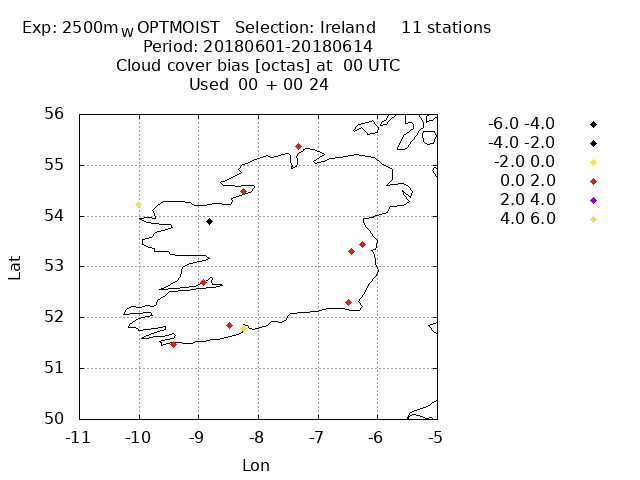 Exp: 2500m_W OPTMOIST Selection: Ireland 11 stations
Period: 20180601-20180614
Cloud cover bias [octas] at 00 UTC
Used 00 + 00 24
-6.0 -4.0
-4.0 -2.0
-2.0 0.0
0.0 2.0
2.0 4.0
4.0 6.0
56
55
54
53
52
51
50
Lat
-11 -10 -9 -8 -7 -6 -5
Lon